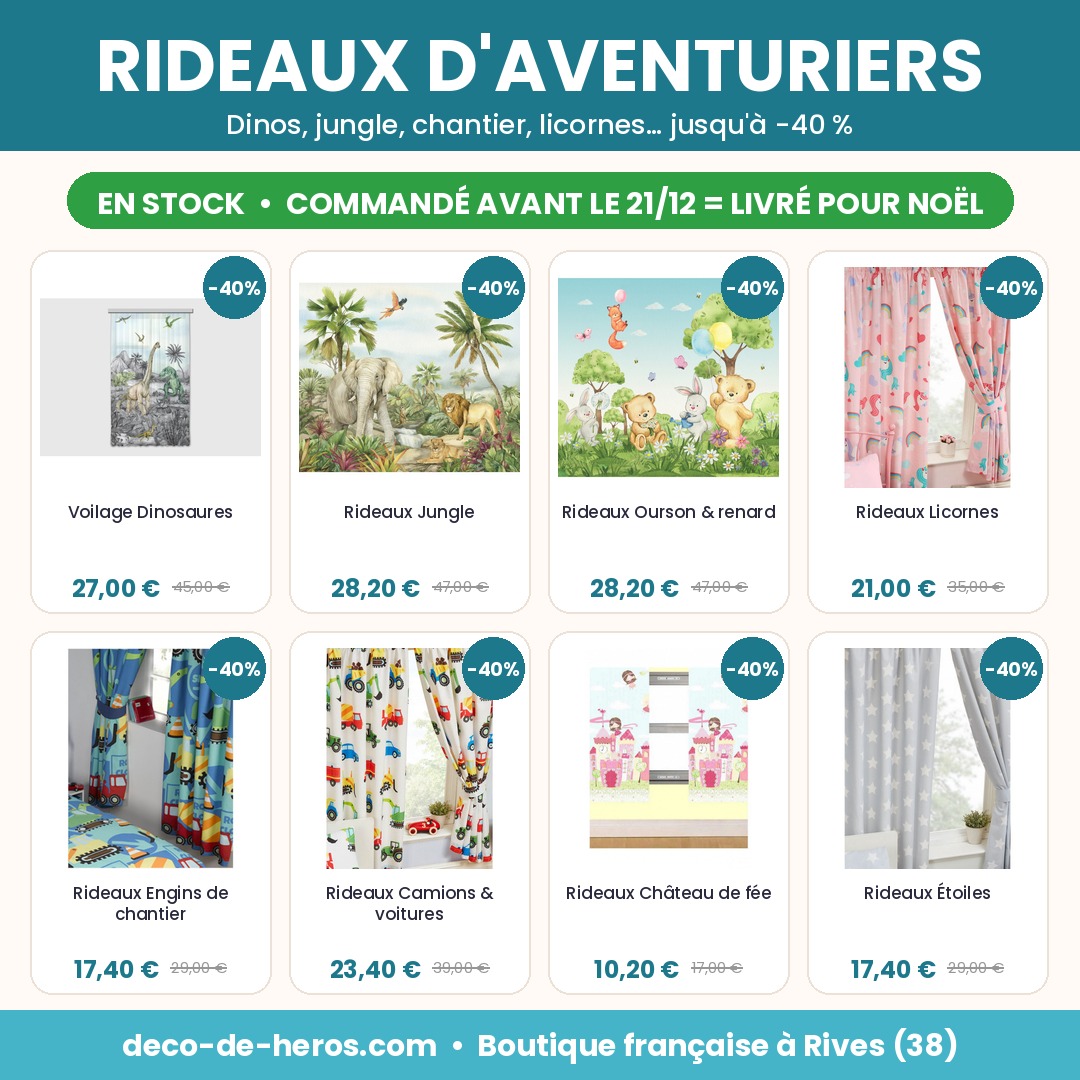 RIDEAUX D'AVENTURIERS
Dinos, jungle, chantier, licornes... jusqu'à -40 %
EN STOCK • COMMANDÉ AVANT LE 21/12 = LIVRÉ POUR NOËL
-40%
-40%
-40%
-40%
Voilage Dinosaures
Rideaux Jungle
Rideaux Ourson & renard
Rideaux Licornes
27,00 € 45,00 €
28,20 € 47,00 €
28,20 € 47,00 €
21,00 € 35,00 €
-40%
-40%
-40%
-40%
Rideaux Engins de
chantier
Rideaux Camions &
voitures
Rideaux Château de fée
Rideaux Étoiles
17,40 € 29,00 €
23,40 € 39,00 €
10,20 € 17,00 €
17,40 € 29,00 €
deco-de-heros.com • Boutique française à Rives (38)